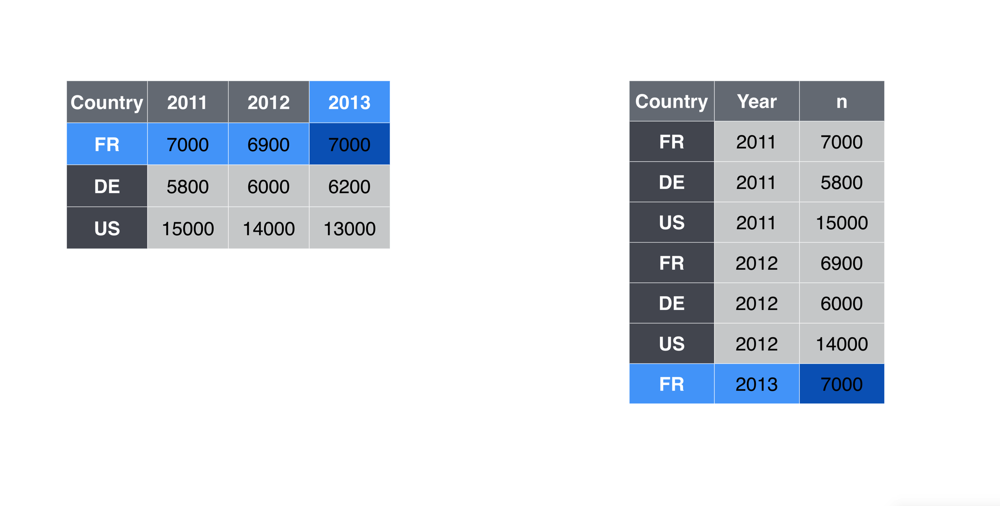 Country 2011 2012 2013
FR 7000 6900 7000
DE 5800 6000 6200
US 15000 14000 13000
Country Year n
FR 2011 7000
DE 2011 5800
US 2011 15000
FR 2012 6900
DE 2012 6000
US 2012 14000
FR 2013 7000